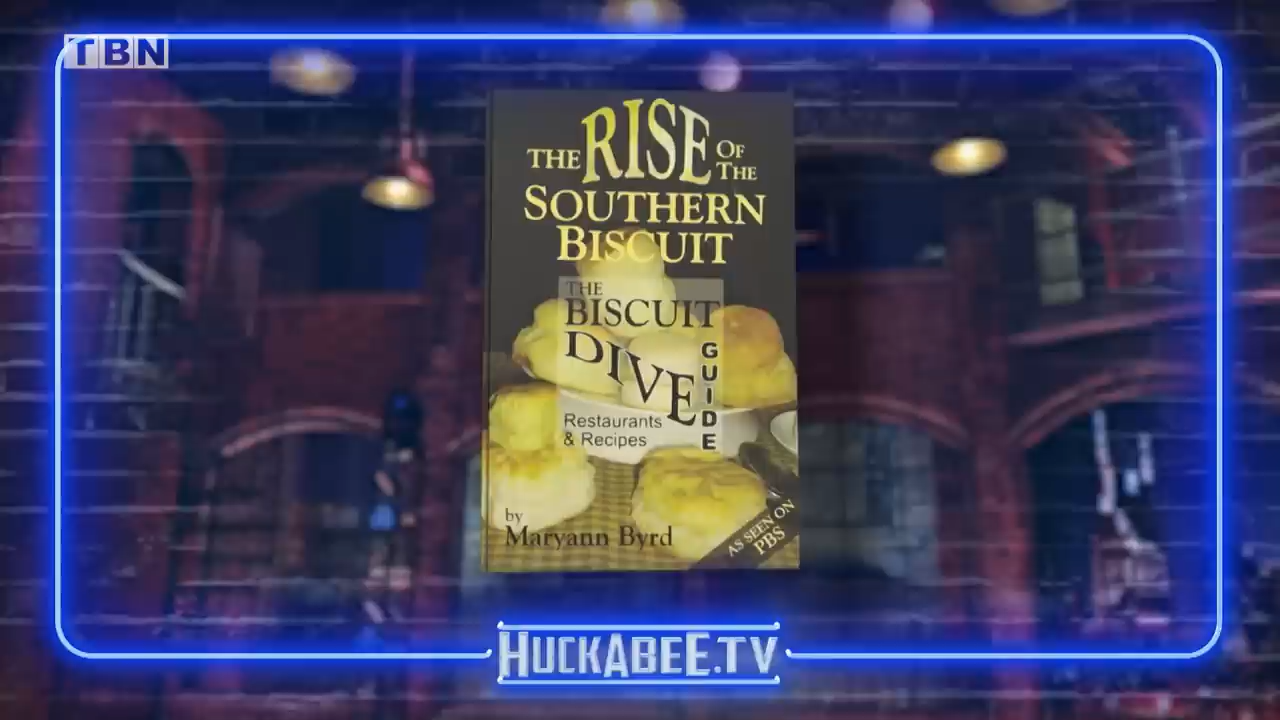 TBN
THE RISE OF THE
SOUTHERN
BISCUIT
THE
BISCUIT
DIVE
GUIDE
Restaurants
& Recipes
by
Maryann Byrd
AS SEEN ON
PBS
HUCKABEE.TV